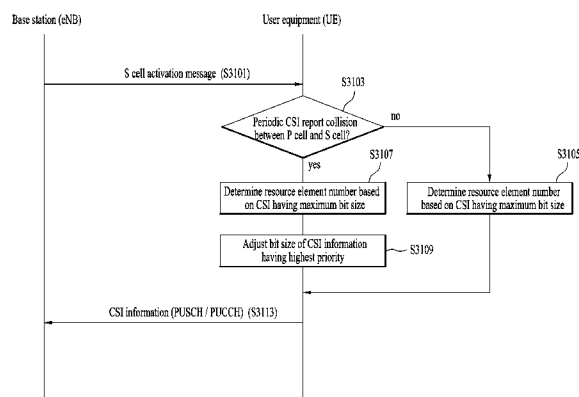 Base station (eNB)
User equipment (UE)
S cell activation message (S3101)
S3103
Periodic CSI report collision
between P cell and S cell?
no
yes
S3107
S3105
Determine resource element number based
on CSI having maximum bit size
Determine resource element number
based on CSI having maximum bit size
Adjust bit size of CSI information
having highest priority
S3109
CSI information (PUSCH / PUCCH) (S3113)